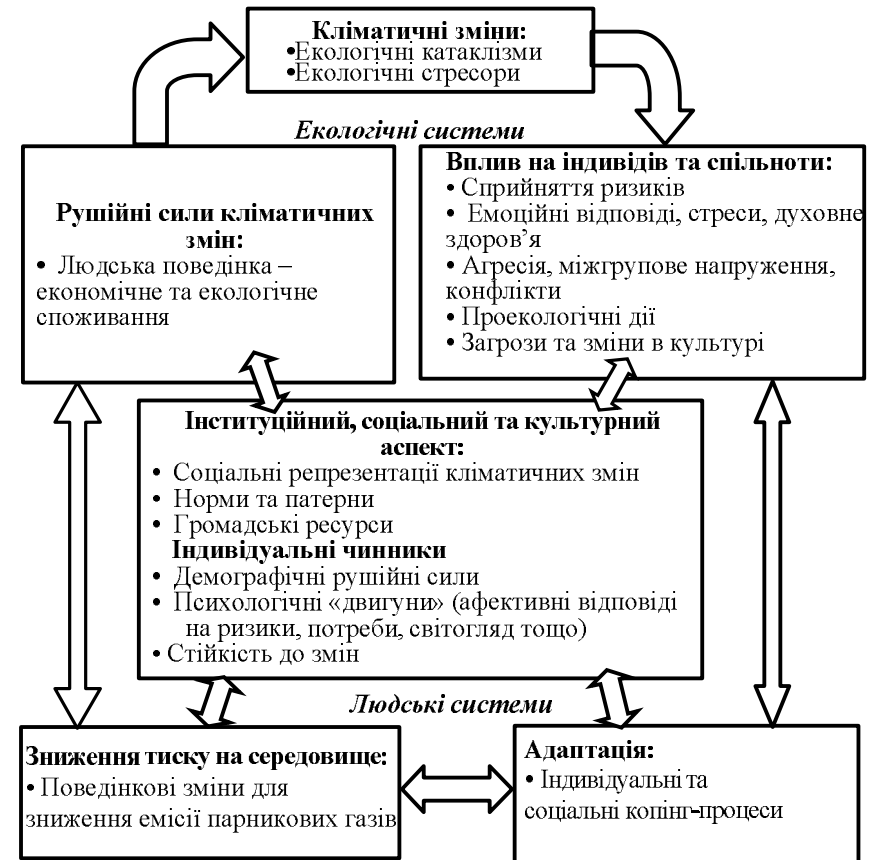 Кліматичні зміни:
•Екологічні катаклізми
•Екологічні стресори
Екологічні системи
Рушійні сили кліматичних
змін:
• Людська поведінка –
економічне та екологічне
споживання
Вплив на індивідів та спільноти:
• Сприйняття ризиків
• Емоційні відповіді, стреси, духовне
здоров’я
• Агресія, міжгрупове напруження,
конфлікти
• Проекологічні дії
• Загрози та зміни в культурі
Інституційний, соціальний та культурний
аспект:
• Соціальні репрезентації кліматичних змін
• Норми та патерни
• Громадські ресурси
Індивідуальні чинники
• Демографічні рушійні сили
• Психологічні «двигуни» (афективні відповіді
на ризики, потреби, світогляд тощо)
• Стійкість до змін
Людські системи
Зниження тиску на середовище:
• Поведінкові зміни для
зниження емісії парникових газів
Адаптація:
• Індивідуальні та
соціальні копінг-процеси